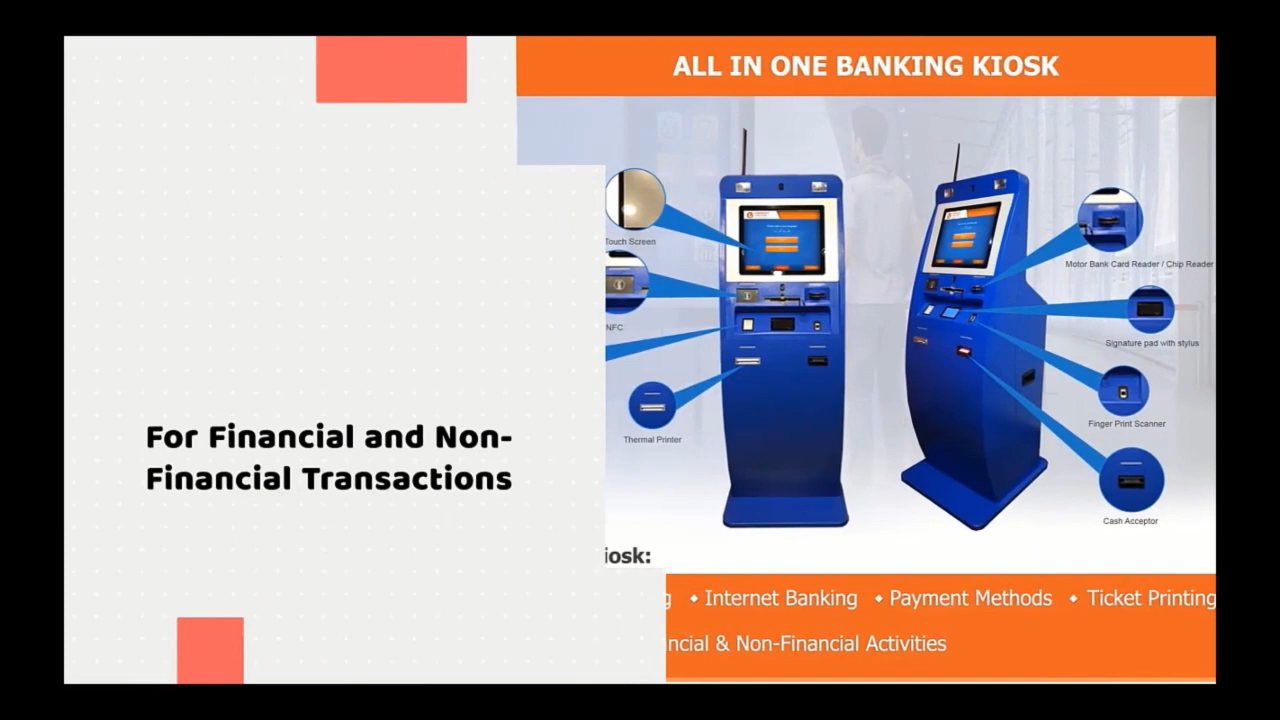 ALL IN ONE BANKING KIOSK
Touch Screen
Motor Bank Card Reader / Chip Reader
NFC
Signature pad with stylus
Finger Print Scanner
Thermal Printer
For Financial and Non-
Financial Transactions
Cash Acceptor
iosk:
g ◆ Internet Banking ◆ Payment Methods ◆ Ticket Printing
ncial & Non-Financial Activities